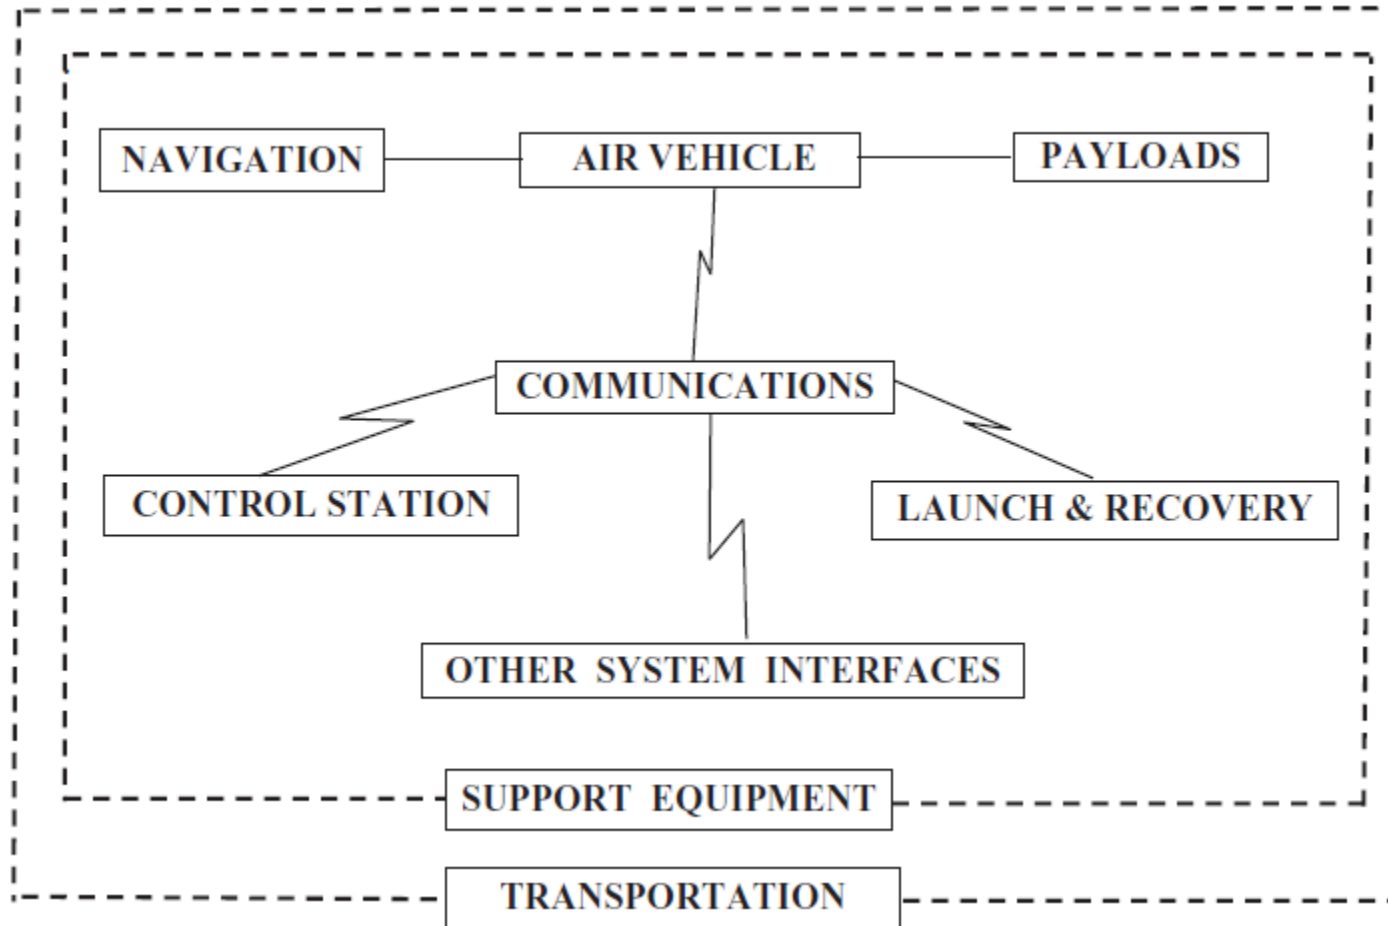 NAVIGATION
AIR VEHICLE
PAYLOADS
COMMUNICATIONS
CONTROL STATION
LAUNCH & RECOVERY
OTHER SYSTEM INTERFACES
SUPPORT EQUIPMENT
TRANSPORTATION